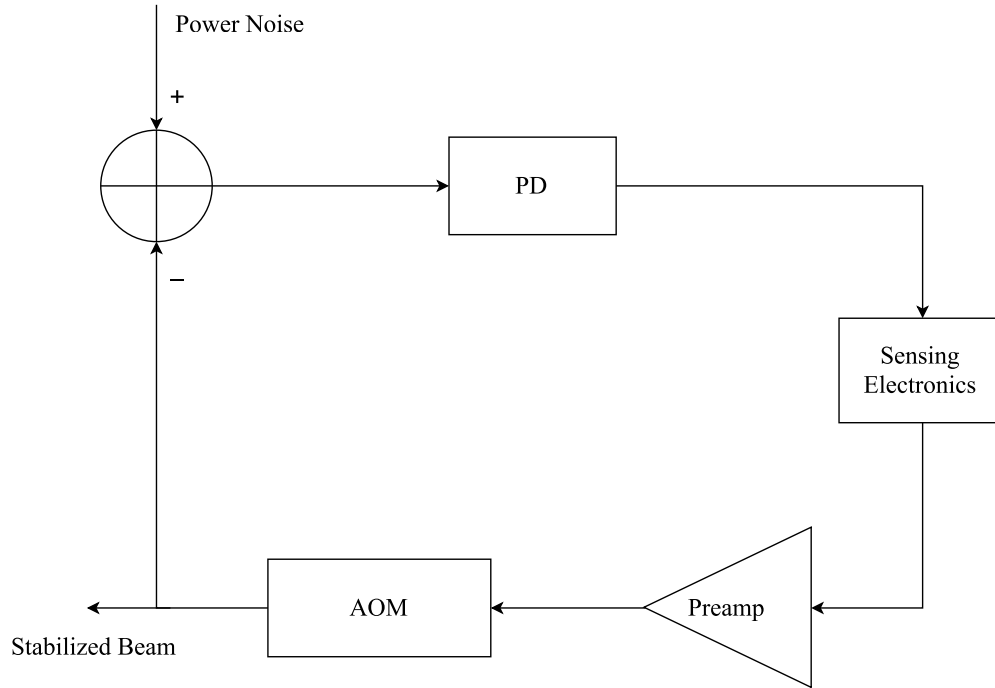 Power Noise
+
PD
−
Sensing
Electronics
AOM
Preamp
Stabilized Beam